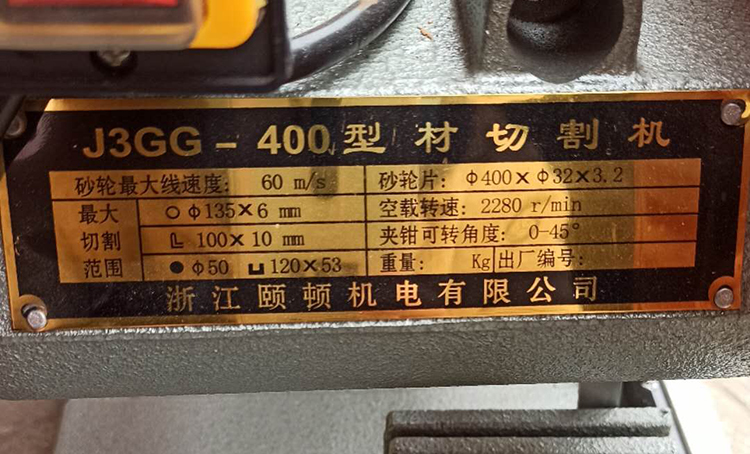 J3GG-400型材切割机
砂轮最大线速度: 60 m/s 砂轮片: Φ400×Φ32×3.2
最大 ○ Φ135×6 mm 空载转速: 2280 r/min
切割 L 100×10 mm 夹钳可转角度: 0-45°
范围 ● Φ50 ⊔ 120×53 重量: Kg 出厂编号:
浙江颐顿机电有限公司